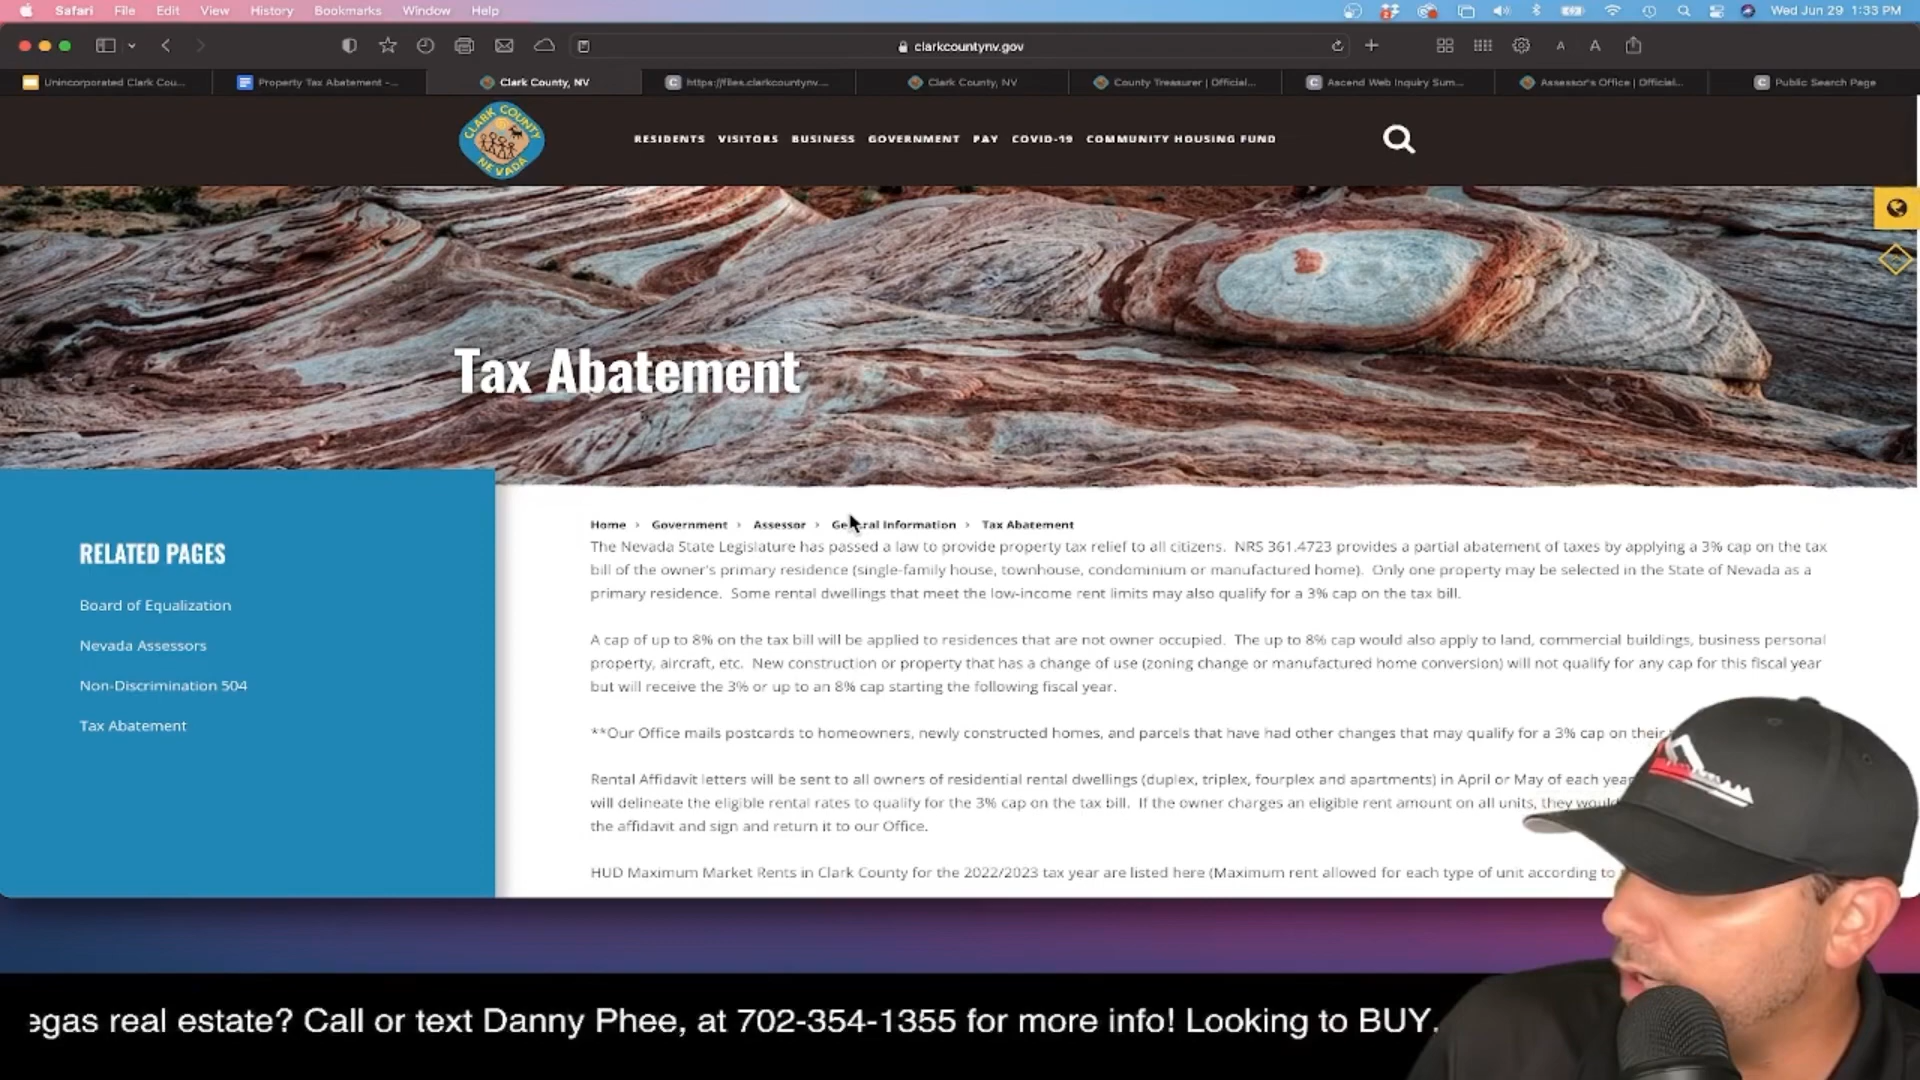 Safari File Edit View History Bookmarks Window Help Wed Jun 29 1:33 PM
clarkcountynv.gov
A A
Unincorporated Clark Cou... Property Tax Abatement -... Clark County, NV https://files.clarkcountynv.... Clark County, NV County Treasurer | Official... Ascend Web Inquiry Sum... Assessor's Office | Official... Public Search Page
CLARK COUNTY
NEVADA
RESIDENTS VISITORS BUSINESS GOVERNMENT PAY COVID-19 COMMUNITY HOUSING FUND
Tax Abatement
RELATED PAGES
Board of Equalization
Nevada Assessors
Non-Discrimination 504
Tax Abatement
Home › Government › Assessor › General Information › Tax Abatement
The Nevada State Legislature has passed a law to provide property tax relief to all citizens. NRS 361.4723 provides a partial abatement of taxes by applying a 3% cap on the tax
bill of the owner's primary residence (single-family house, townhouse, condominium or manufactured home). Only one property may be selected in the State of Nevada as a
primary residence. Some rental dwellings that meet the low-income rent limits may also qualify for a 3% cap on the tax bill.
A cap of up to 8% on the tax bill will be applied to residences that are not owner occupied. The up to 8% cap would also apply to land, commercial buildings, business personal
property, aircraft, etc. New construction or property that has a change of use (zoning change or manufactured home conversion) will not qualify for any cap for this fiscal year
but will receive the 3% or up to an 8% cap starting the following fiscal year.
**Our Office mails postcards to homeowners, newly constructed homes, and parcels that have had other changes that may qualify for a 3% cap on their
Rental Affidavit letters will be sent to all owners of residential rental dwellings (duplex, triplex, fourplex and apartments) in April or May of each year
will delineate the eligible rental rates to qualify for the 3% cap on the tax bill. If the owner charges an eligible rent amount on all units, they would
the affidavit and sign and return it to our Office.
HUD Maximum Market Rents in Clark County for the 2022/2023 tax year are listed here (Maximum rent allowed for each type of unit according to
egas real estate? Call or text Danny Phee, at 702-354-1355 for more info! Looking to BUY.